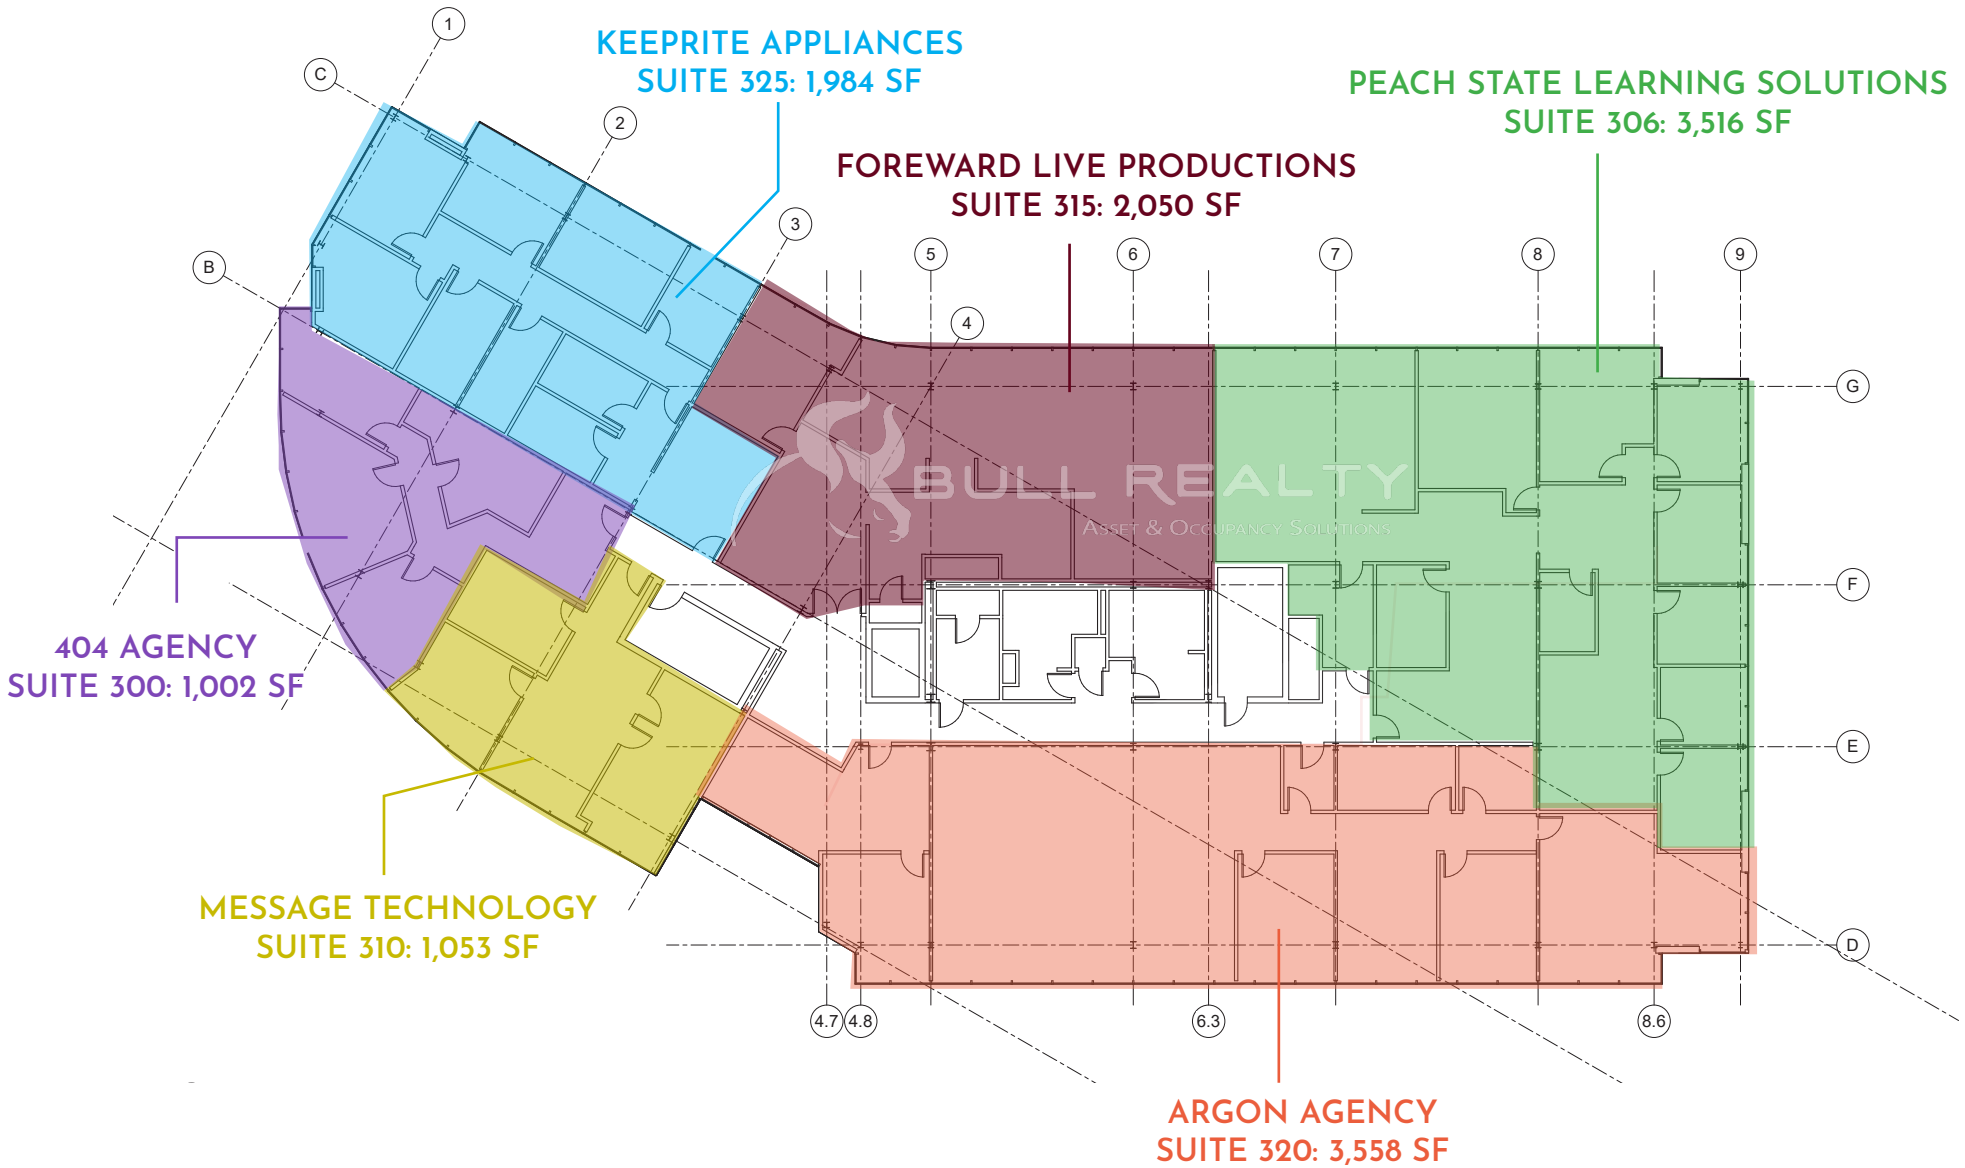 1
C
KEEPRITE APPLIANCES
SUITE 325: 1,984 SF
PEACH STATE LEARNING SOLUTIONS
SUITE 306: 3,516 SF
2
FOREWARD LIVE PRODUCTIONS
SUITE 315: 2,050 SF
3
B
5
6
7
8
9
4
G
BULL REALTY
ASSET & OCCUPANCY SOLUTIONS
F
404 AGENCY
SUITE 300: 1,002 SF
E
MESSAGE TECHNOLOGY
SUITE 310: 1,053 SF
D
4.7
4.8
6.3
8.6
ARGON AGENCY
SUITE 320: 3,558 SF